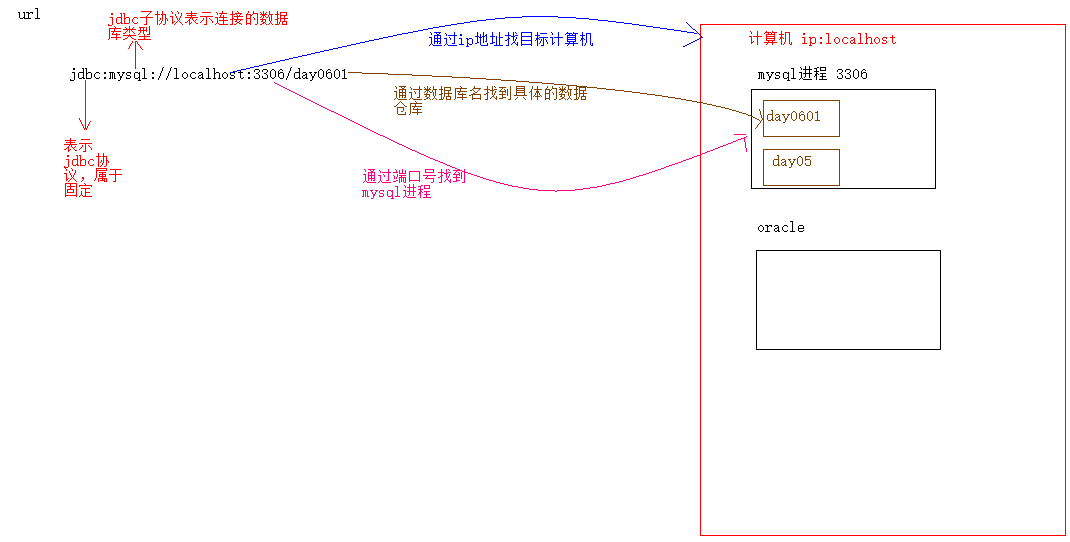 url
jdbc子协议表示连接的数据
库类型
通过ip地址找目标计算机
计算机 ip:localhost
jdbc:mysql://localhost:3306/day0601
mysql进程 3306
通过数据库名找到具体的数据
仓库
day0601
表示
jdbc协
议，属于
固定
day05
通过端口号找到
mysql进程
oracle